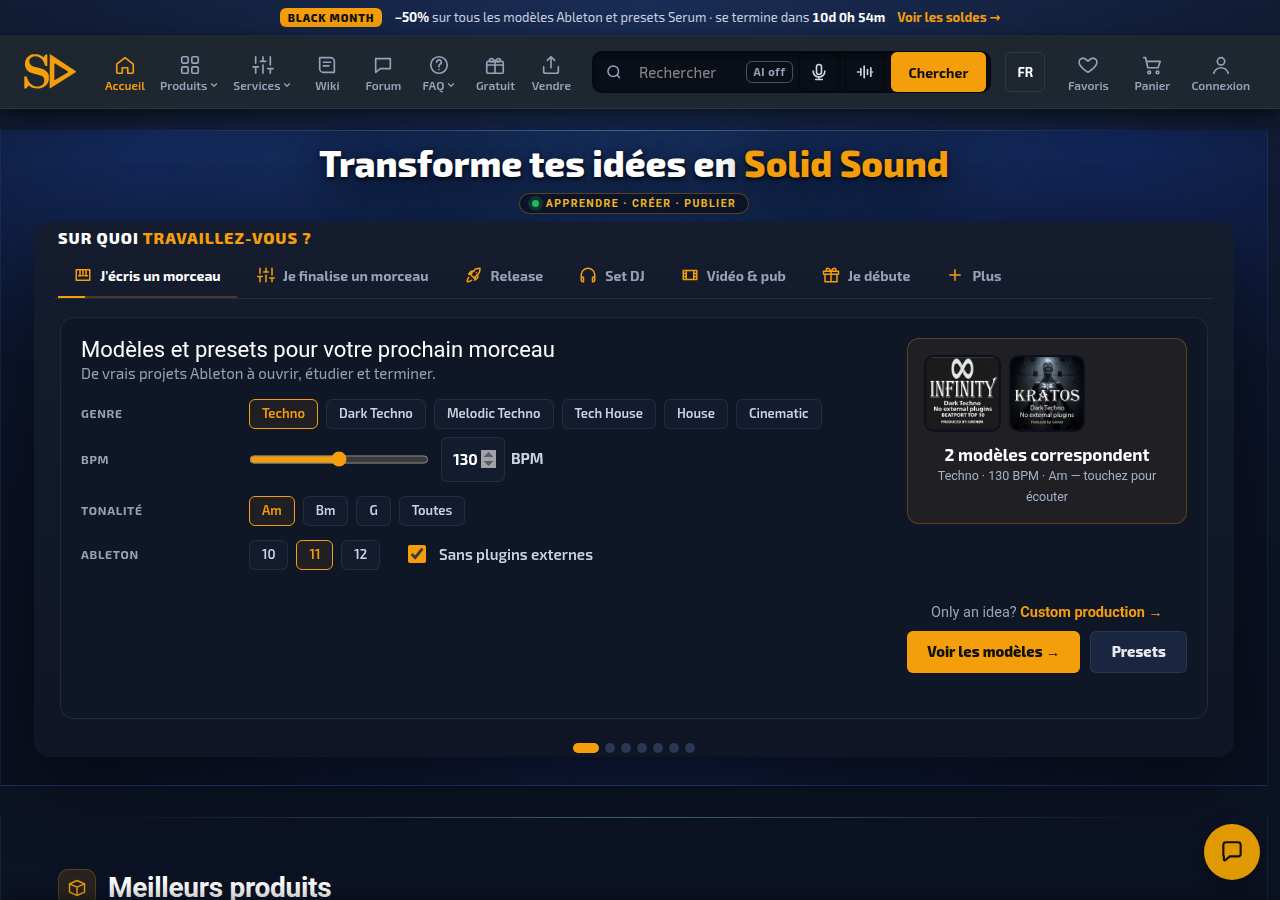 BLACK MONTH −50% sur tous les modèles Ableton et presets Serum · se termine dans 10d 0h 54m Voir les soldes →
Accueil Produits Services Wiki Forum FAQ Gratuit Vendre Rechercher AI off Chercher FR Favoris Panier Connexion
Transforme tes idées en Solid Sound
APPRENDRE · CRÉER · PUBLIER
SUR QUOI TRAVAILLEZ-VOUS ?
J'écris un morceau Je finalise un morceau Release Set DJ Vidéo & pub Je débute Plus
Modèles et presets pour votre prochain morceau
De vrais projets Ableton à ouvrir, étudier et terminer.
GENRE Techno Dark Techno Melodic Techno Tech House House Cinematic
BPM 130 BPM
TONALITÉ Am Bm G Toutes
ABLETON 10 11 12 Sans plugins externes
INFINITY
Dark Techno
No external plugins
BEATPORT TOP 10
KRATOS
Dark Techno
No external plugins
2 modèles correspondent
Techno · 130 BPM · Am — touchez pour
écouter
Only an idea? Custom production →
Voir les modèles → Presets
Meilleurs produits